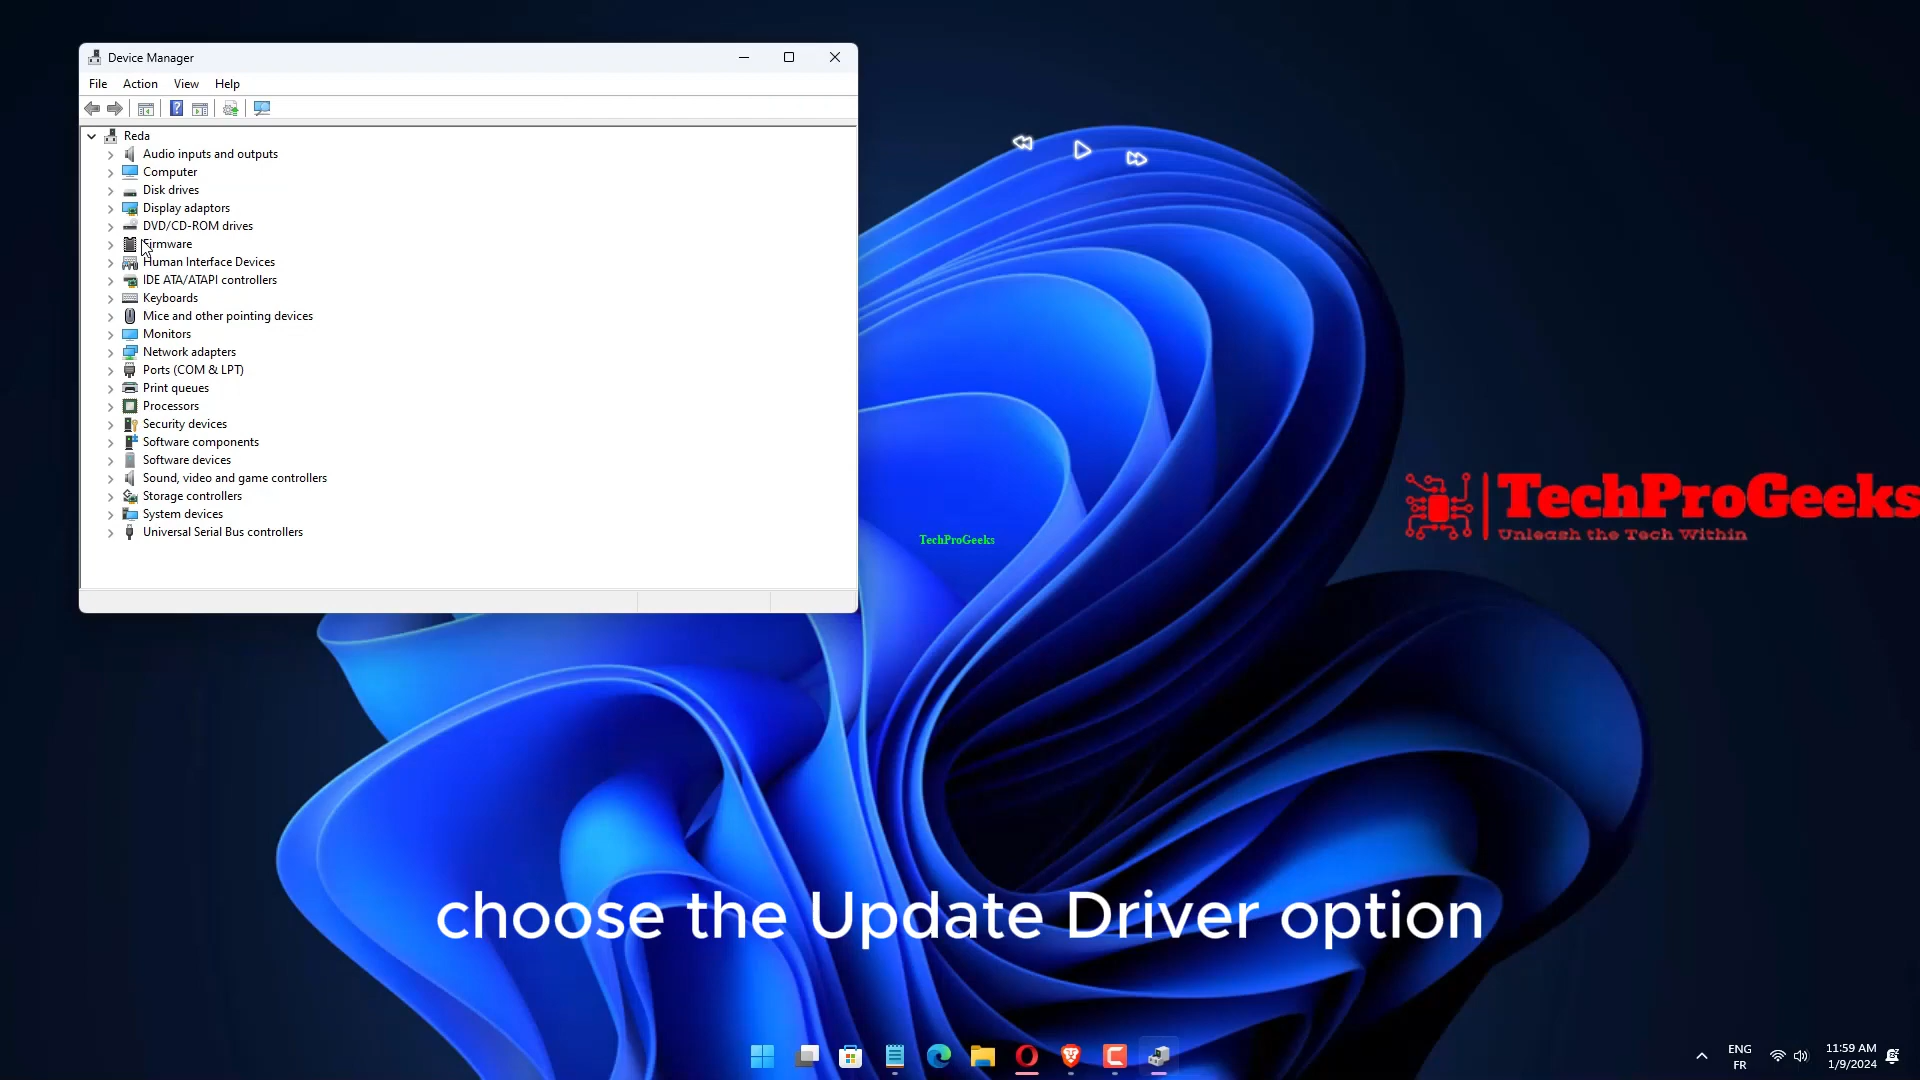 Device Manager
File Action View Help
Reda
Audio inputs and outputs
Computer
Disk drives
Display adaptors
DVD/CD-ROM drives
Firmware
Human Interface Devices
IDE ATA/ATAPI controllers
Keyboards
Mice and other pointing devices
Monitors
Network adapters
Ports (COM & LPT)
Print queues
Processors
Security devices
Software components
Software devices
Sound, video and game controllers
Storage controllers
System devices
Universal Serial Bus controllers
TechProGeeks
TechProGeeks
Unleash the Tech Within
choose the Update Driver option
ENG
FR
11:59 AM
1/9/2024